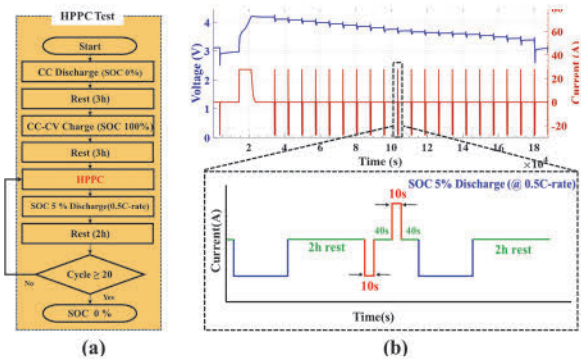 HPPC Test
Start
CC Discharge (SOC 0%)
Rest (3h)
CC-CV Charge (SOC 100%)
Rest (3h)
HPPC
SOC 5 % Discharge(0.5C-rate)
Rest (2h)
Cycle ≥ 20
No
Yes
SOC 0 %
(a)
Voltage (V)
4
3
2
1
0
80
60
40
20
0
-20
Current (A)
2 4 6 8 10 12 14 16 18
Time (s)
×10
SOC 5% Discharge (@ 0.5C-rate)
10s
40s 40s
2h rest
2h rest
10s
Current(A)
Time(s)
(b)